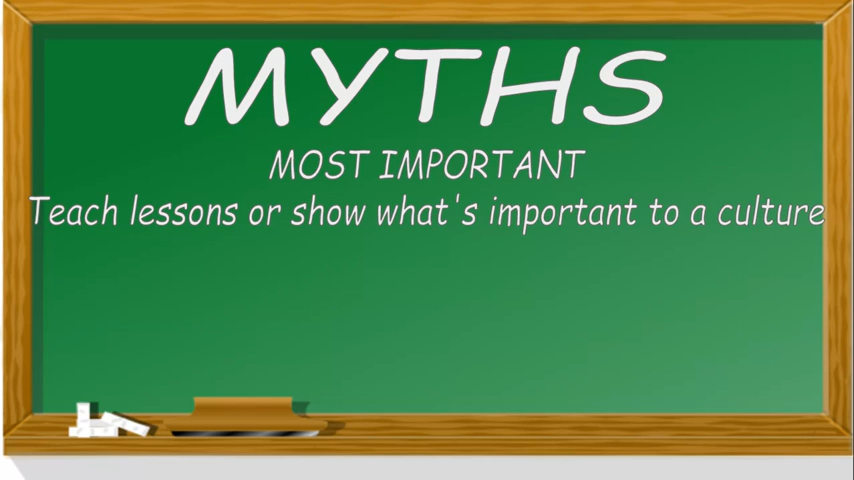 MYTHS
MOST IMPORTANT
Teach lessons or show what's important to a culture